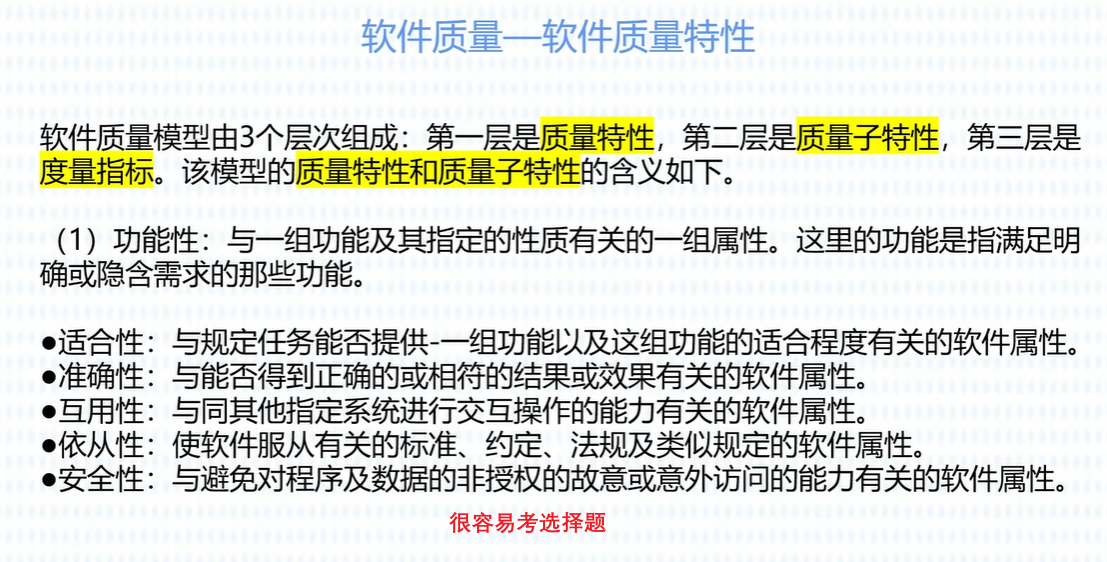 软件质量—软件质量特性
软件质量模型由3个层次组成：第一层是质量特性，第二层是质量子特性，第三层是
度量指标。该模型的质量特性和质量子特性的含义如下。
（1）功能性：与一组功能及其指定的性质有关的一组属性。这里的功能是指满足明
确或隐含需求的那些功能。
●适合性：与规定任务能否提供-一组功能以及这组功能的适合程度有关的软件属性。
●准确性：与能否得到正确的或相符的结果或效果有关的软件属性。
●互用性：与同其他指定系统进行交互操作的能力有关的软件属性。
●依从性：使软件服从有关的标准、约定、法规及类似规定的软件属性。
●安全性：与避免对程序及数据的非授权的故意或意外访问的能力有关的软件属性。
很容易考选择题